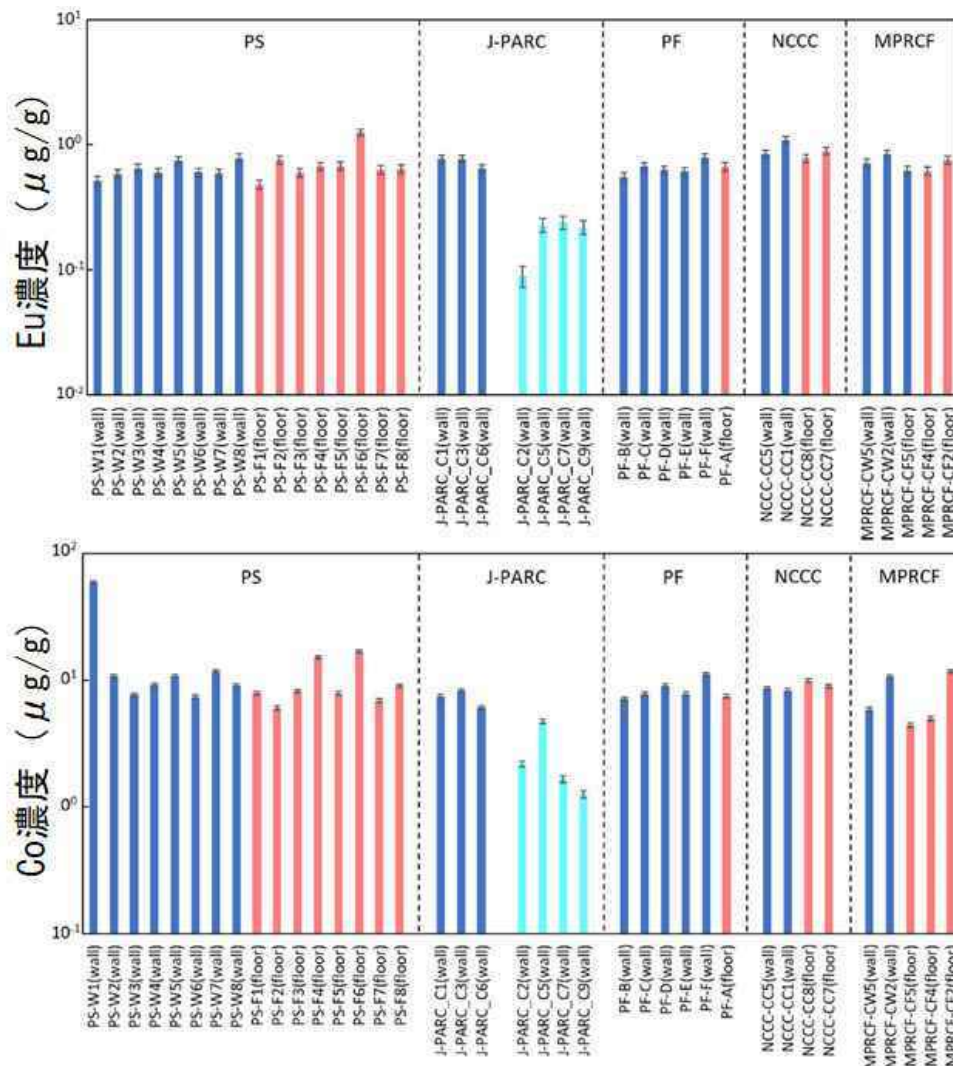 Eu濃度 (μg/g)
10¹
10⁰
10⁻¹
10⁻²
PS
J-PARC
PF
NCCC
MPRCF
PS-W1(wall)
PS-W2(wall)
PS-W3(wall)
PS-W4(wall)
PS-W5(wall)
PS-W6(wall)
PS-W7(wall)
PS-W8(wall)
PS-F1(floor)
PS-F2(floor)
PS-F3(floor)
PS-F4(floor)
PS-F5(floor)
PS-F6(floor)
PS-F7(floor)
PS-F8(floor)
J-PARC_C1(wall)
J-PARC_C3(wall)
J-PARC_C6(wall)
J-PARC_C2(wall)
J-PARC_C5(wall)
J-PARC_C7(wall)
J-PARC_C9(wall)
PF-B(wall)
PF-C(wall)
PF-D(wall)
PF-E(wall)
PF-F(wall)
PF-A(floor)
NCCC-CC5(wall)
NCCC-CC1(wall)
NCCC-CC8(floor)
NCCC-CC7(floor)
MPRCF-CW5(wall)
MPRCF-CW2(wall)
MPRCF-CF5(floor)
MPRCF-CF4(floor)
MPRCF-CF2(floor)
Co濃度 (μg/g)
10²
10¹
10⁰
10⁻¹
PS
J-PARC
PF
NCCC
MPRCF
PS-W1(wall)
PS-W2(wall)
PS-W3(wall)
PS-W4(wall)
PS-W5(wall)
PS-W6(wall)
PS-W7(wall)
PS-W8(wall)
PS-F1(floor)
PS-F2(floor)
PS-F3(floor)
PS-F4(floor)
PS-F5(floor)
PS-F6(floor)
PS-F7(floor)
PS-F8(floor)
J-PARC_C1(wall)
J-PARC_C3(wall)
J-PARC_C6(wall)
J-PARC_C2(wall)
J-PARC_C5(wall)
J-PARC_C7(wall)
J-PARC_C9(wall)
PF-B(wall)
PF-C(wall)
PF-D(wall)
PF-E(wall)
PF-F(wall)
PF-A(floor)
NCCC-CC5(wall)
NCCC-CC1(wall)
NCCC-CC8(floor)
NCCC-CC7(floor)
MPRCF-CW5(wall)
MPRCF-CW2(wall)
MPRCF-CF5(floor)
MPRCF-CF4(floor)
MPRCF-CF2(floor)